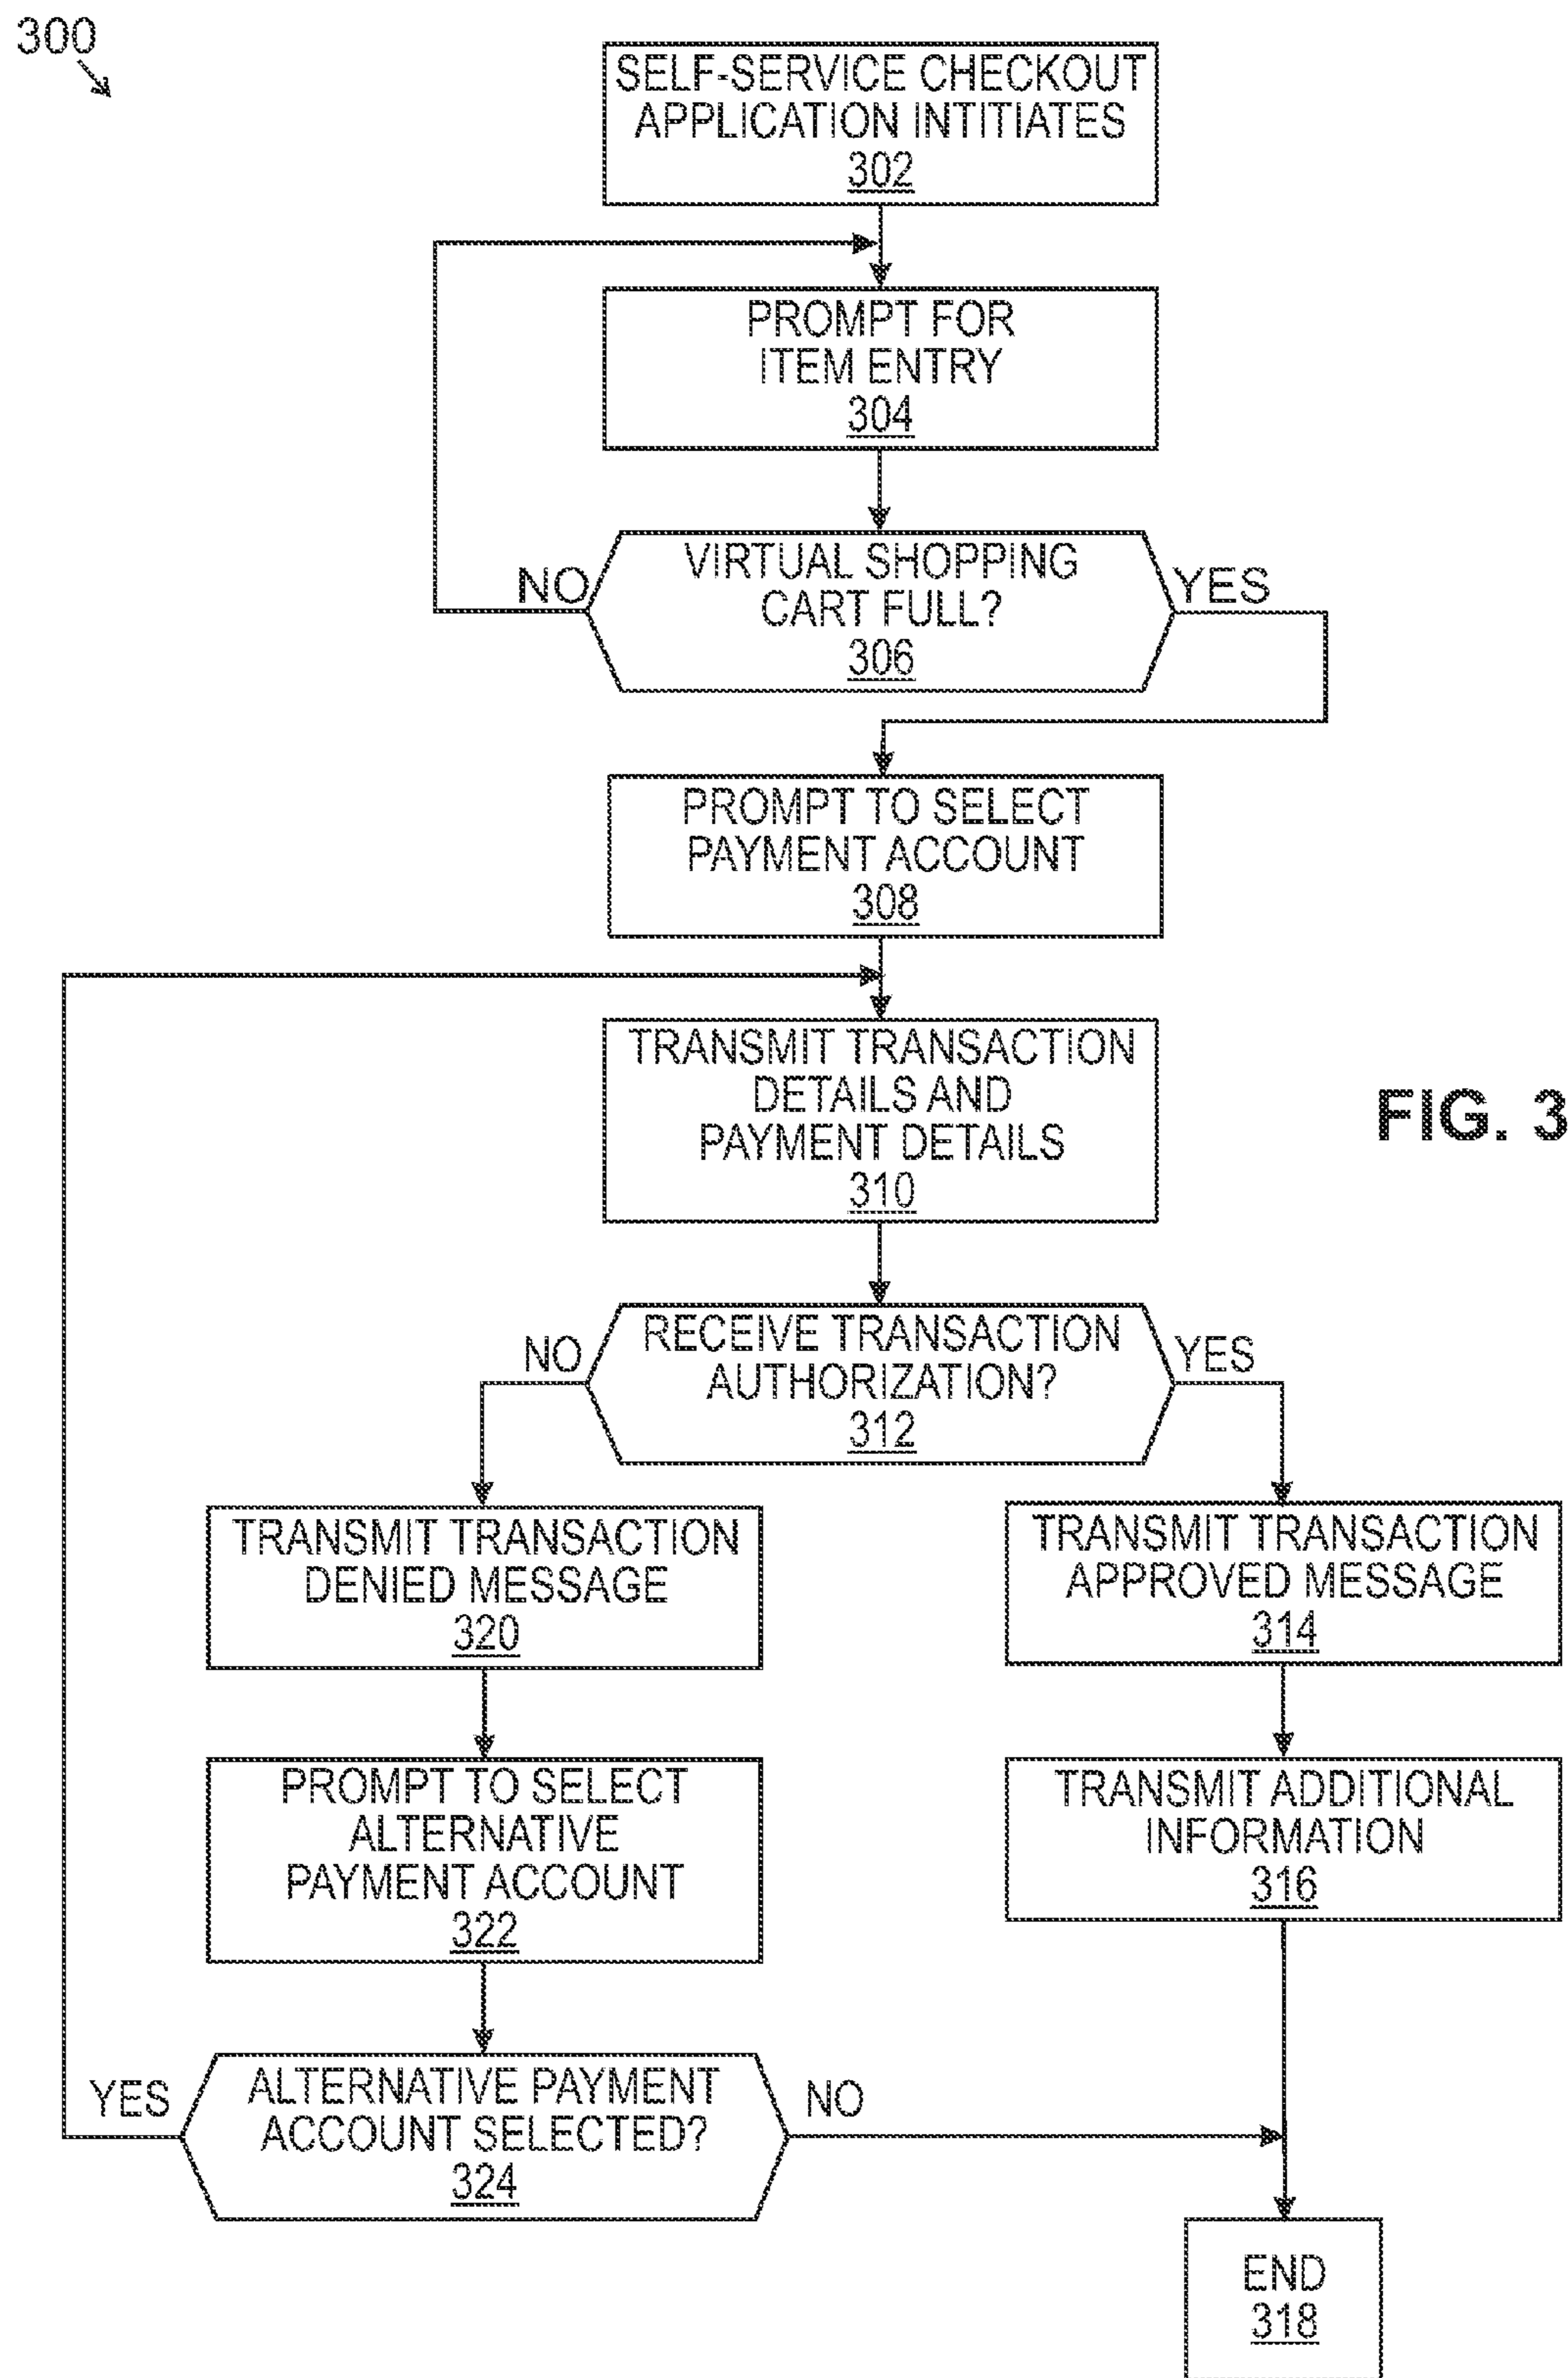 300
SELF-SERVICE CHECKOUT
APPLICATION INTITIATES
302
PROMPT FOR
ITEM ENTRY
304
NO
VIRTUAL SHOPPING
CART FULL?
306
YES
PROMPT TO SELECT
PAYMENT ACCOUNT
308
TRANSMIT TRANSACTION
DETAILS AND
PAYMENT DETAILS
310
FIG. 3
NO
RECEIVE TRANSACTION
AUTHORIZATION?
312
YES
TRANSMIT TRANSACTION
DENIED MESSAGE
320
TRANSMIT TRANSACTION
APPROVED MESSAGE
314
PROMPT TO SELECT
ALTERNATIVE
PAYMENT ACCOUNT
322
TRANSMIT ADDITIONAL
INFORMATION
316
YES
ALTERNATIVE PAYMENT
ACCOUNT SELECTED?
324
NO
END
318